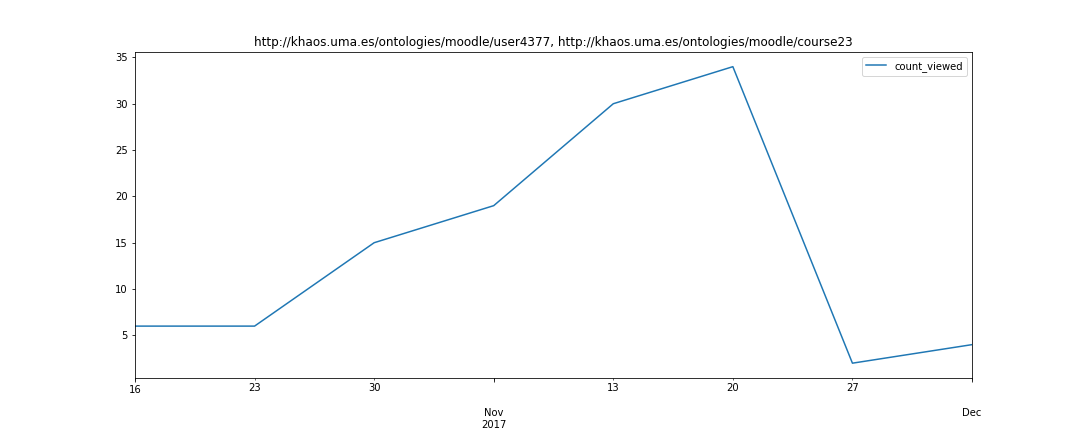 http://khaos.uma.es/ontologies/moodle/user4377, http://khaos.uma.es/ontologies/moodle/course23
count_viewed
35
30
25
20
15
10
5
16 23 30 13 20 27
Nov Dec
2017